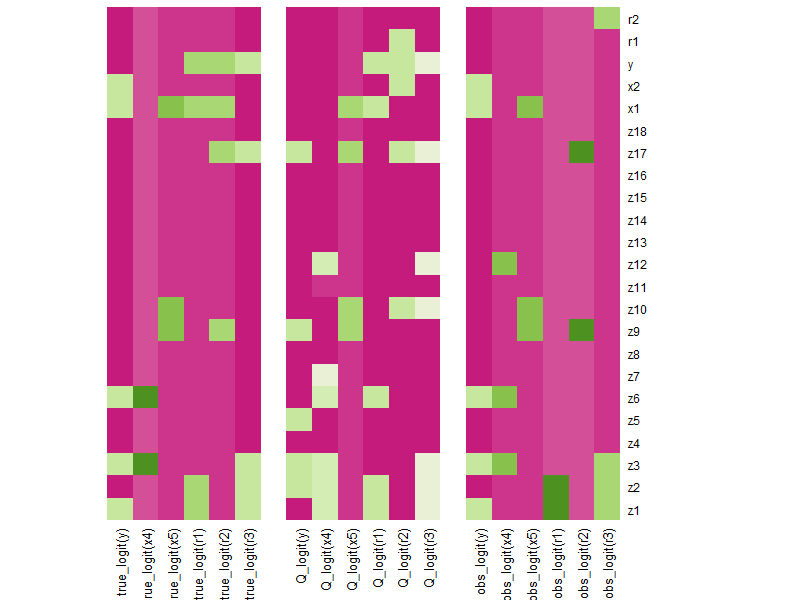 r2
r1
y
x2
x1
z18
z17
z16
z15
z14
z13
z12
z11
z10
z9
z8
z7
z6
z5
z4
z3
z2
z1
true_logit(y)
rue_logit(x4)
rue_logit(x5)
true_logit(r1)
true_logit(r2)
true_logit(r3)
Q_logit(y)
Q_logit(x4)
Q_logit(x5)
Q_logit(r1)
Q_logit(r2)
Q_logit(r3)
obs_logit(y)
obs_logit(x4)
obs_logit(x5)
obs_logit(r1)
obs_logit(r2)
obs_logit(r3)